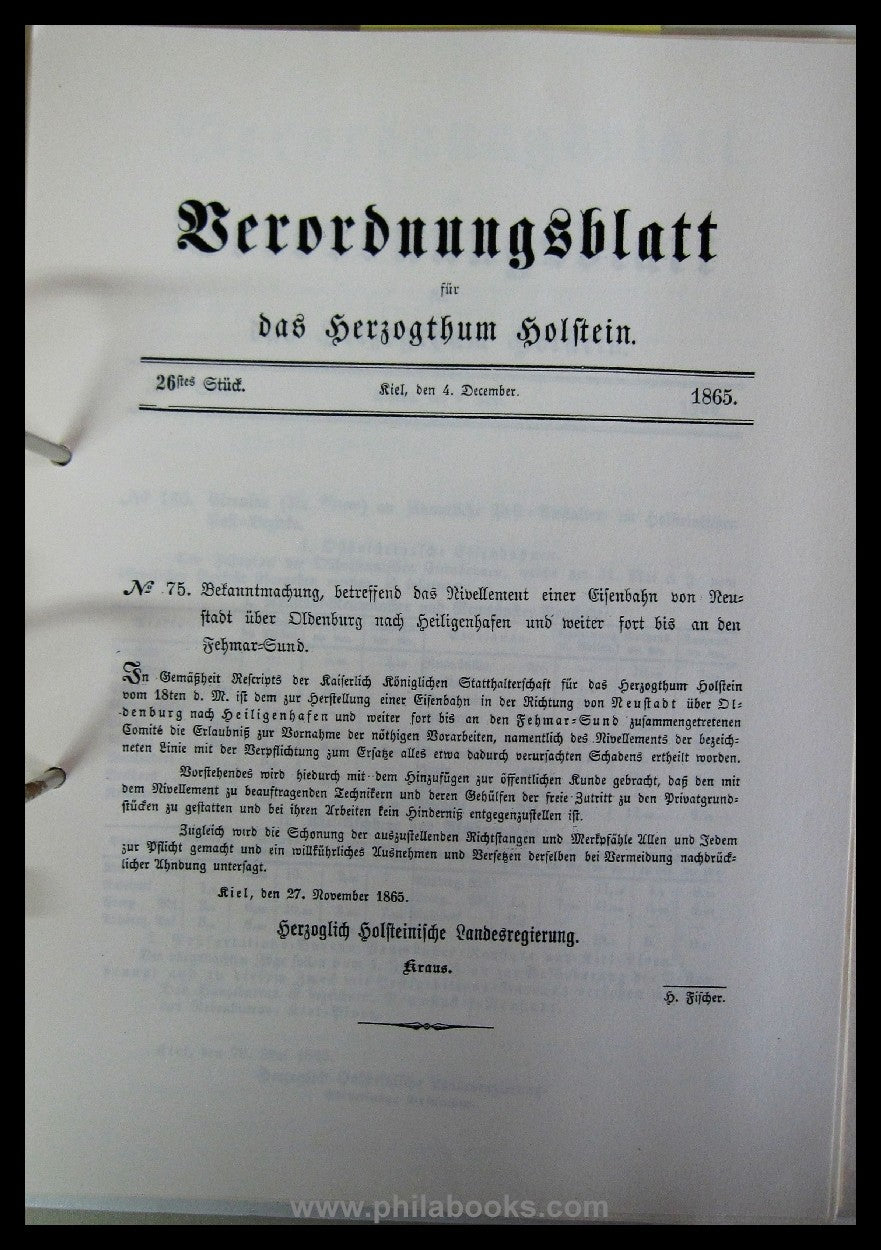 Verordnungsblatt
für
das Herzogthum Holstein.
26stes Stück. Kiel, den 4. December. 1865.
№ 75. Bekanntmachung, betreffend das Nivellement einer Eisenbahn von Neu=
stadt über Oldenburg nach Heiligenhafen und weiter fort bis an den
Fehmar=Sund.
In Gemäßheit Rescripts der Kaiserlich Königlichen Statthalterschaft für das Herzogthum Holstein
vom 18ten d. M. ist dem zur Herstellung einer Eisenbahn in der Richtung von Neustadt über Ol=
denburg nach Heiligenhafen und weiter fort bis an den Fehmar=Sund zusammengetretenen
Comité die Erlaubniß zur Vornahme der nöthigen Vorarbeiten, namentlich des Nivellements der bezeich=
neten Linie mit der Verpflichtung zum Ersatze alles etwa dadurch verursachten Schadens ertheilt worden.
Vorstehendes wird hiedurch mit dem Hinzufügen zur öffentlichen Kunde gebracht, daß den mit
dem Nivellement zu beauftragenden Technikern und deren Gehülfen der freie Zutritt zu den Privatgrund=
stücken zu gestatten und bei ihren Arbeiten kein Hinderniß entgegenzustellen ist.
Zugleich wird die Schonung der auszustellenden Richtstangen und Merkpfähle Allen und Jedem
zur Pflicht gemacht und ein willkührliches Ausnehmen und Versetzen derselben bei Vermeidung nachdrück=
licher Ahndung untersagt.
Kiel, den 27. November 1865.
Herzoglich Holsteinische Landesregierung.
Kraus.
H. Fischer.
www.philabooks.com